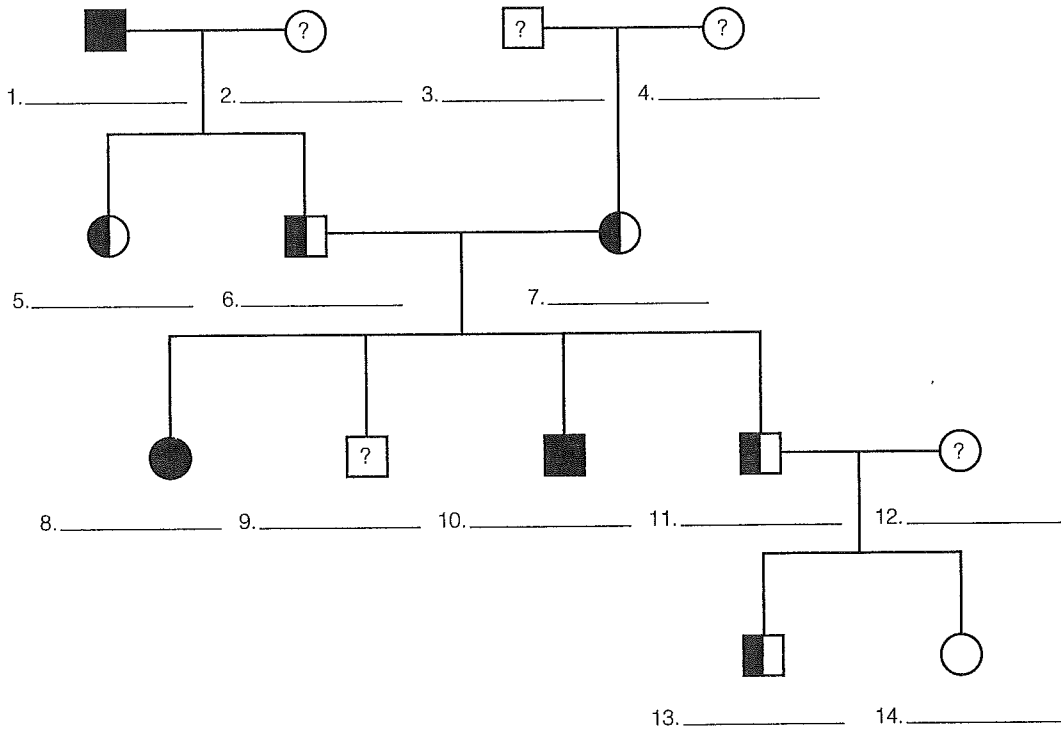 ? ? ?
1. 2. 3. 4.
5. 6. 7.
? ?
8. 9. 10. 11. 12.
13. 14.